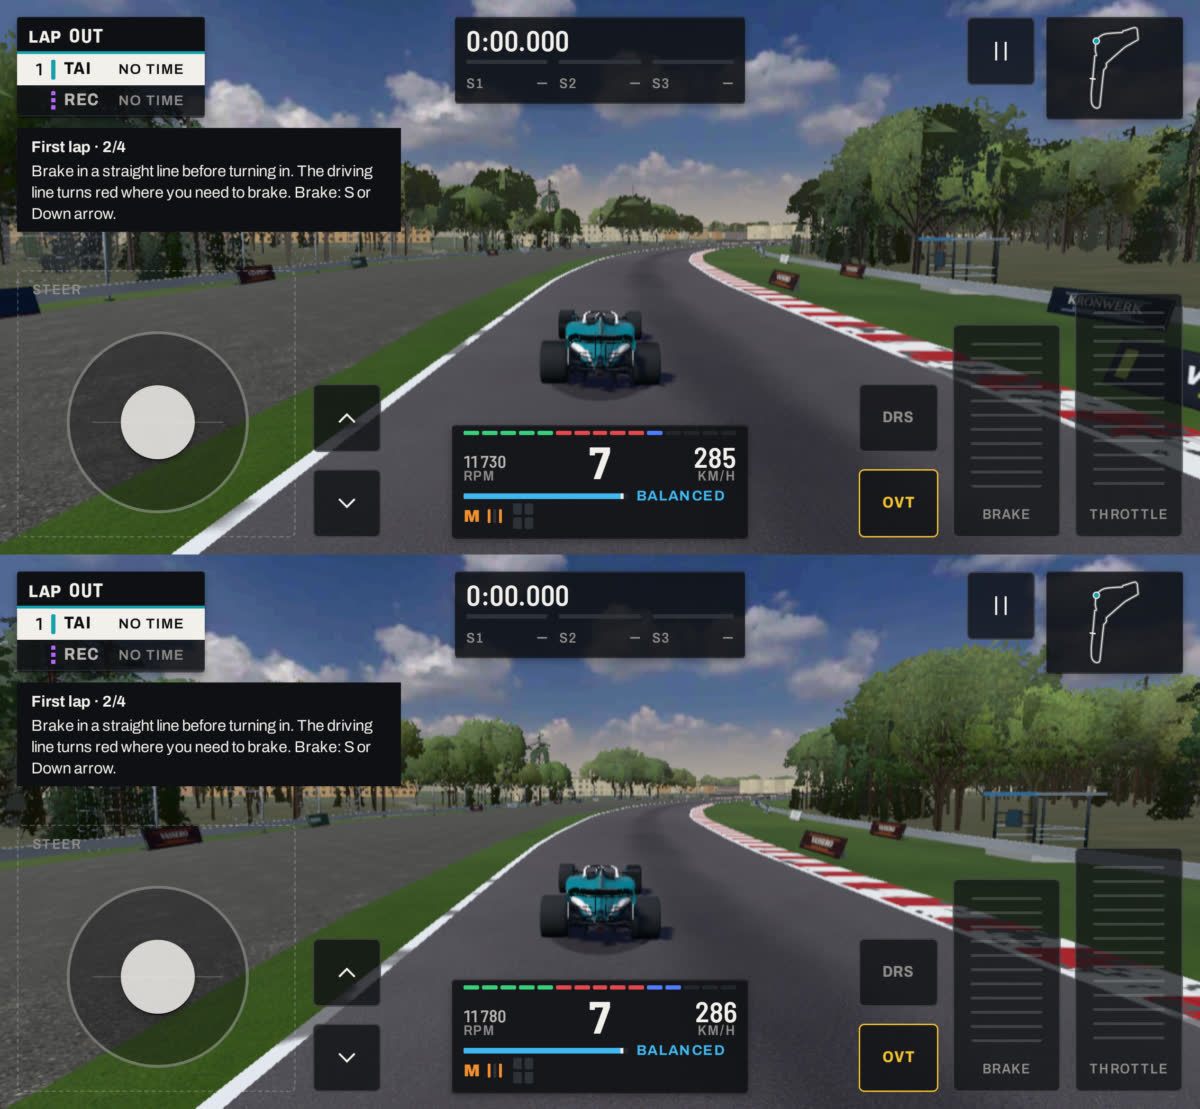 LAP OUT
1 TAI NO TIME
REC NO TIME
0:00.000
S1 – S2 – S3 –
First lap · 2/4
Brake in a straight line before turning in. The driving
line turns red where you need to brake. Brake: S or
Down arrow.
STEER
KRONWERK
DRS
OVT
BRAKE
THROTTLE
11730
RPM
7
285
KM/H
BALANCED
M
LAP OUT
1 TAI NO TIME
REC NO TIME
0:00.000
S1 – S2 – S3 –
First lap · 2/4
Brake in a straight line before turning in. The driving
line turns red where you need to brake. Brake: S or
Down arrow.
STEER
DRS
OVT
BRAKE
THROTTLE
11780
RPM
7
286
KM/H
BALANCED
M